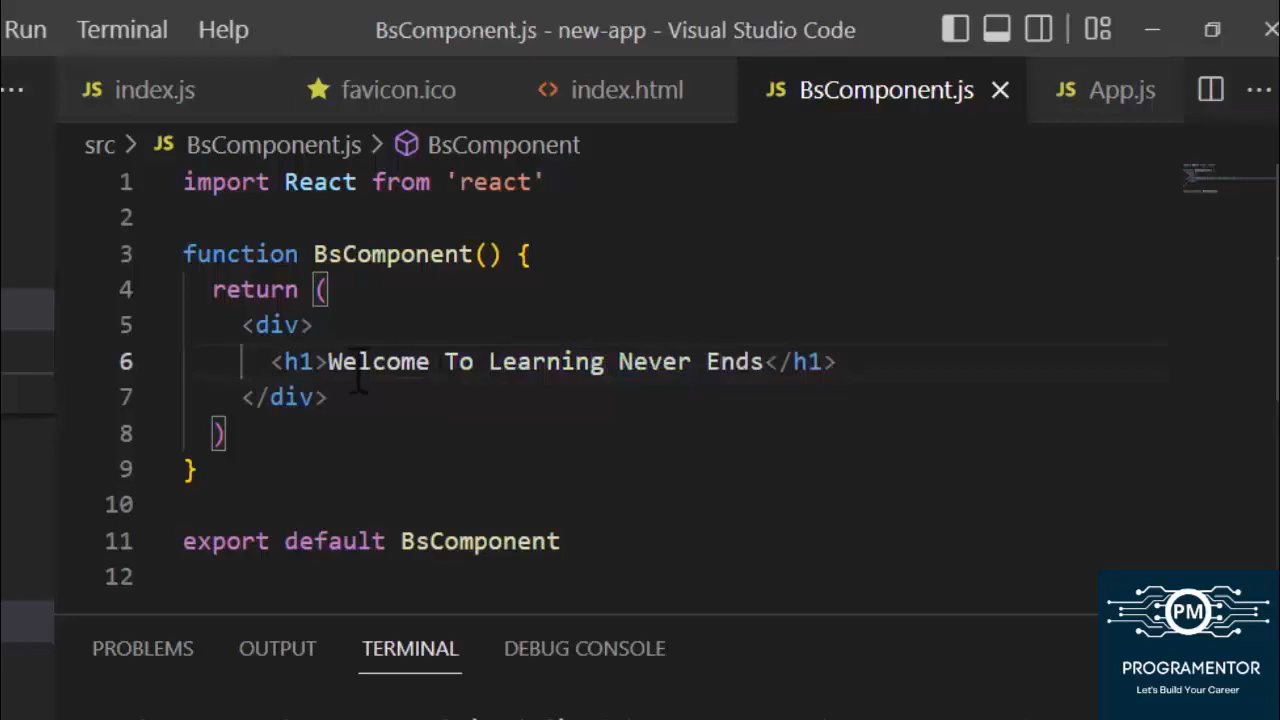 Run Terminal Help BsComponent.js - new-app - Visual Studio Code
... JS index.js favicon.ico <> index.html JS BsComponent.js JS App.js ...
src > JS BsComponent.js > BsComponent
1 import React from 'react'
2
3 function BsComponent() {
4 return (
5 <div>
6 <h1>Welcome To Learning Never Ends</h1>
7 </div>
8 )
9 }
10
11 export default BsComponent
12
PROBLEMS OUTPUT TERMINAL DEBUG CONSOLE
PM
PROGRAMENTOR
Let's Build Your Career